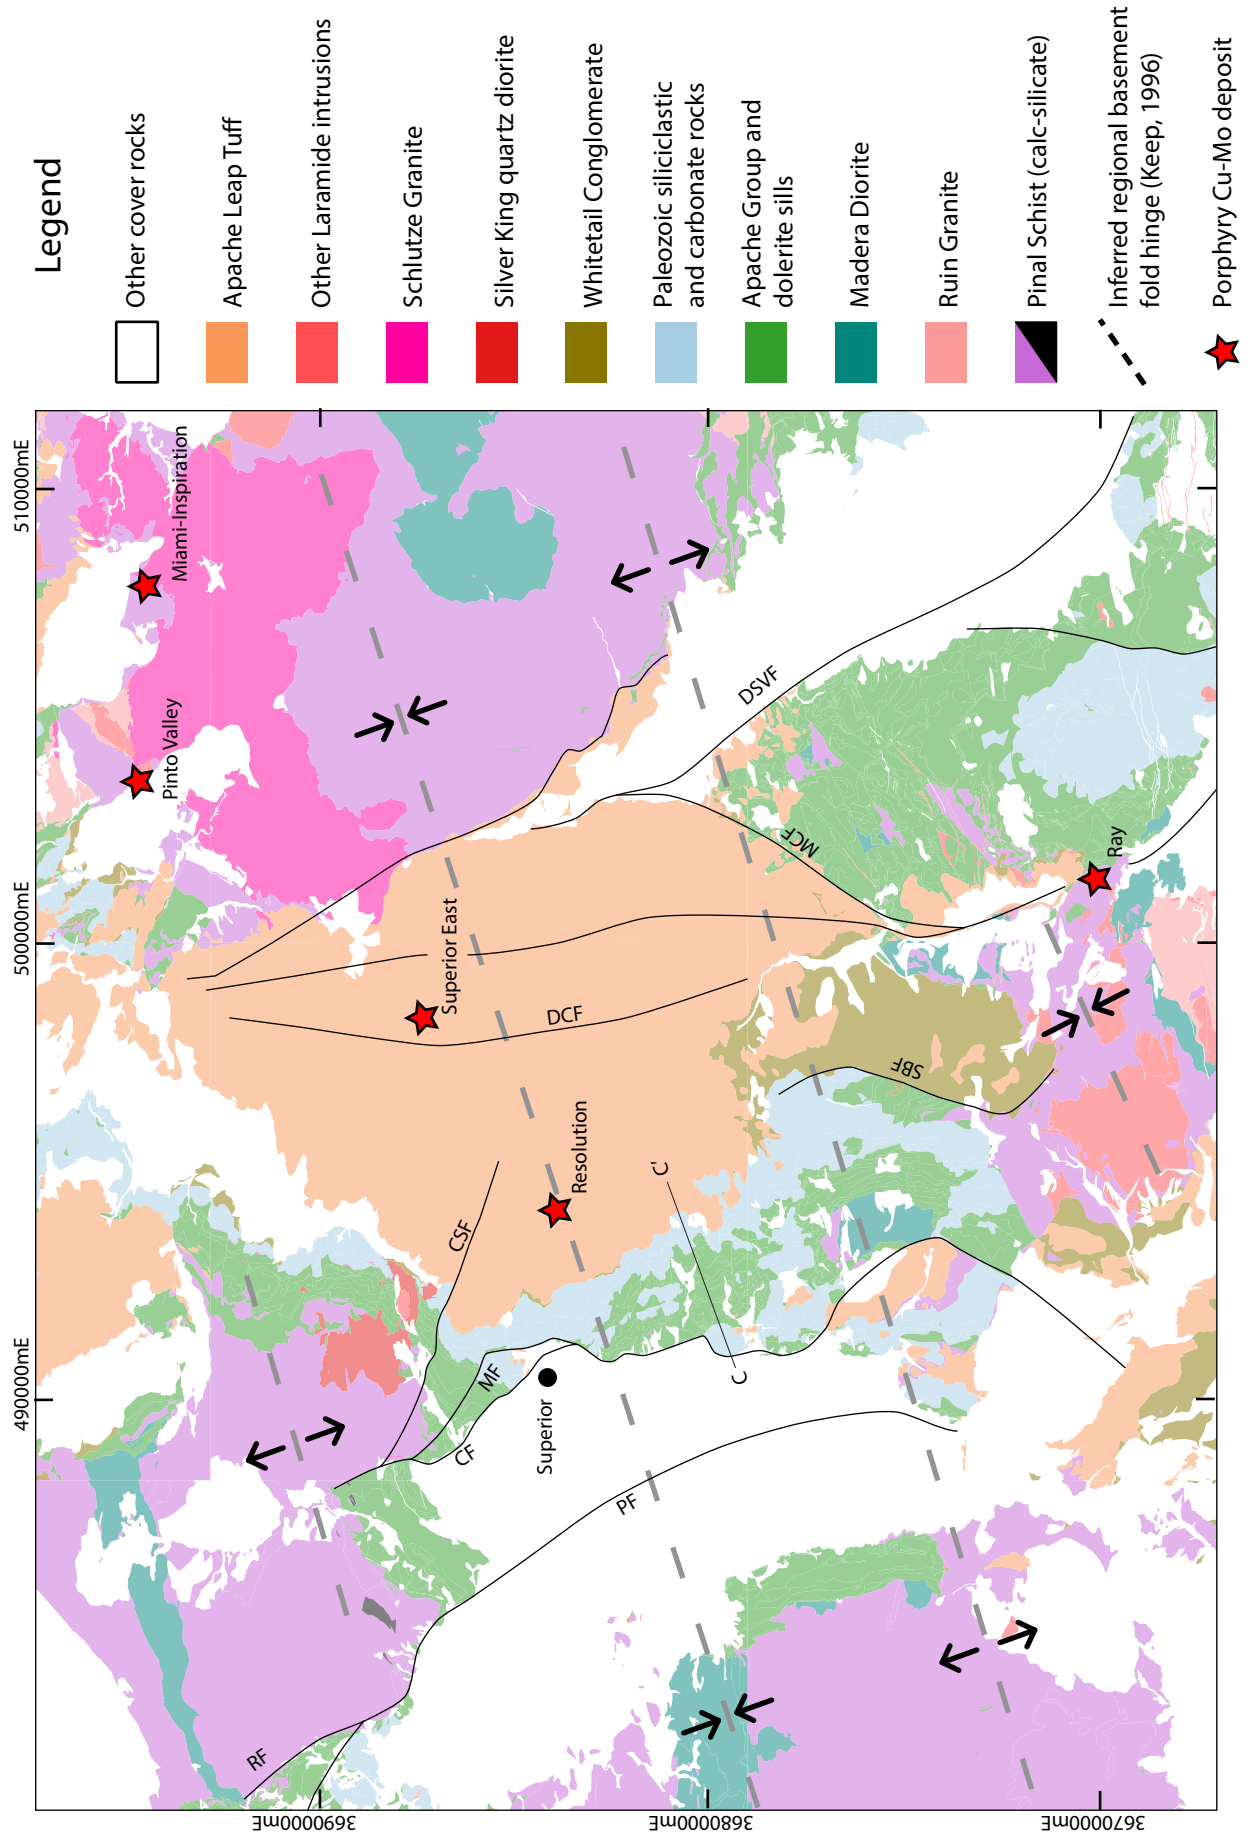 Legend
Other cover rocks
Apache Leap Tuff
Other Laramide intrusions
Schlutze Granite
Silver King quartz diorite
Whitetail Conglomerate
Paleozoic siliciclastic
and carbonate rocks
Apache Group and
dolerite sills
Madera Diorite
Ruin Granite
Pinal Schist (calc-silicate)
Inferred regional basement
fold hinge (Keep, 1996)
Porphyry Cu-Mo deposit
510000mE
500000mE
490000mE
3690000mE
3680000mE
3670000mE
Miami-Inspiration
Pinto Valley
Superior East
Resolution
Ray
Superior
DSVF
MCF
DCF
SBF
CSF
MF
CF
PF
RF
C
C'